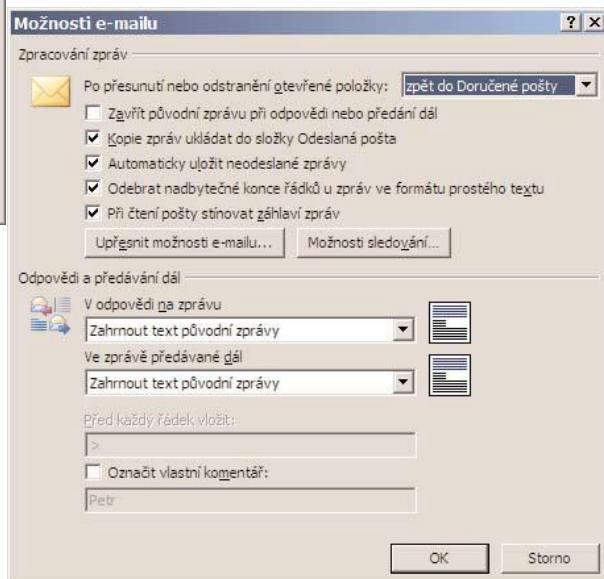 Možnosti e-mailu
Zpracování zpráv
Po přesunutí nebo odstranění otevřené položky: zpět do Doručené pošty
Zavřít původní zprávu při odpovědi nebo předání dál
Kopie zpráv ukládat do složky Odeslaná pošta
Automaticky uložit neodeslané zprávy
Odebrat nadbytečné konce řádků u zpráv ve formátu prostého textu
Při čtení pošty stínovat záhlaví zpráv
Upřesnit možnosti e-mailu... Možnosti sledování...
Odpovědi a předávání dál
V odpovědi na zprávu
Zahrnout text původní zprávy
Ve zprávě předávané dál
Zahrnout text původní zprávy
Před každý řádek vložit:
>
Označit vlastní komentář:
Petr
OK Storno